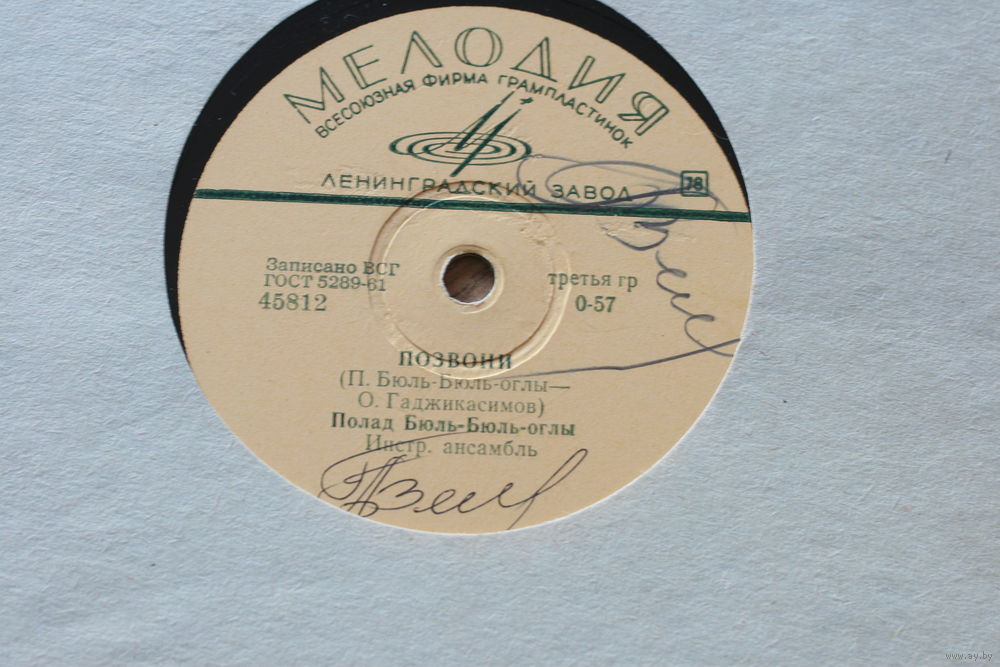 МЕЛОДИЯ
ВСЕСОЮЗНАЯ ФИРМА ГРАМПЛАСТИНОК
ЛЕНИНГРАДСКИЙ ЗАВОД 78
Записано ВСГ
ГОСТ 5289-61
45812
третья гр
0-57
ПОЗВОНИ
(П. Бюль-Бюль-оглы—
О. Гаджикасимов)
Полад Бюль-Бюль-оглы
Инстр. ансамбль
www.ay.by